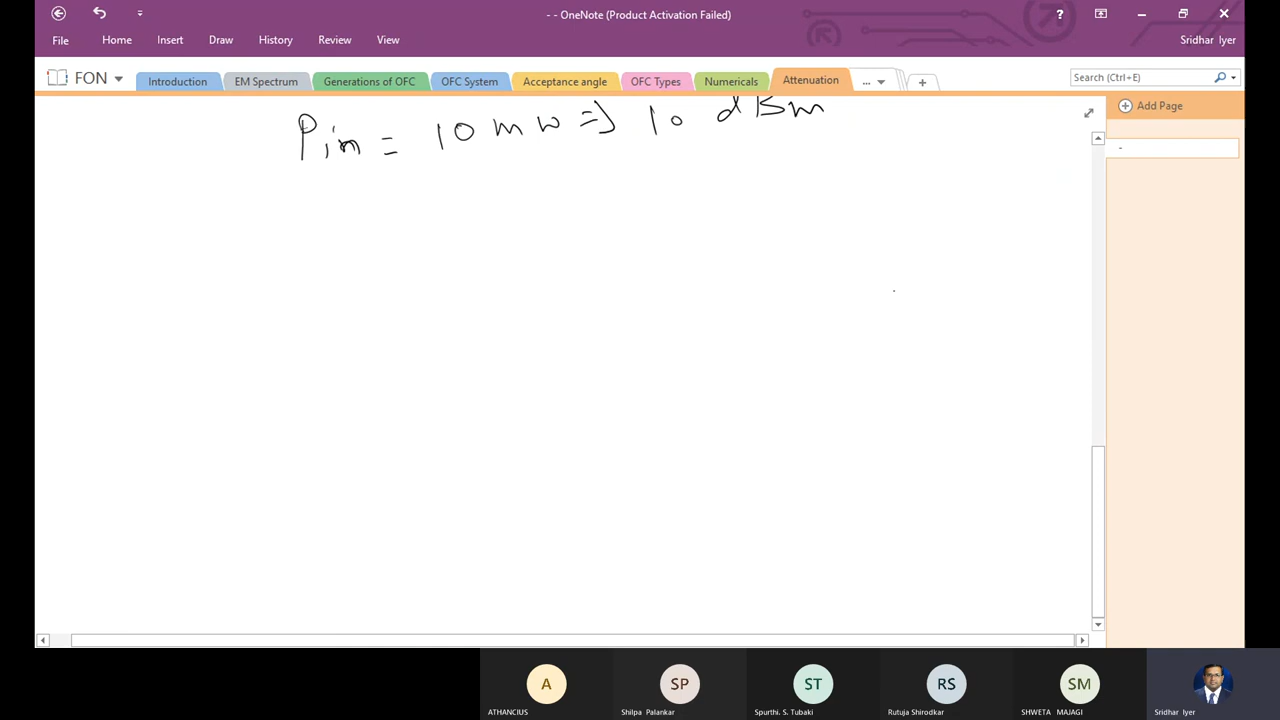 - - OneNote (Product Activation Failed)
?
File Home Insert Draw History Review View
Sridhar Iyer
FON Introduction EM Spectrum Generations of OFC OFC System Acceptance angle OFC Types Numericals Attenuation ... +
Search (Ctrl+E)
Add Page
-
Pin = 10 mw => 10 dBm
A SP ST RS SM
ATHANCIUS Shilpa Palankar Spurthi. S. Tubaki Rutuja Shirodkar SHWETA MAJAGI Sridhar Iyer